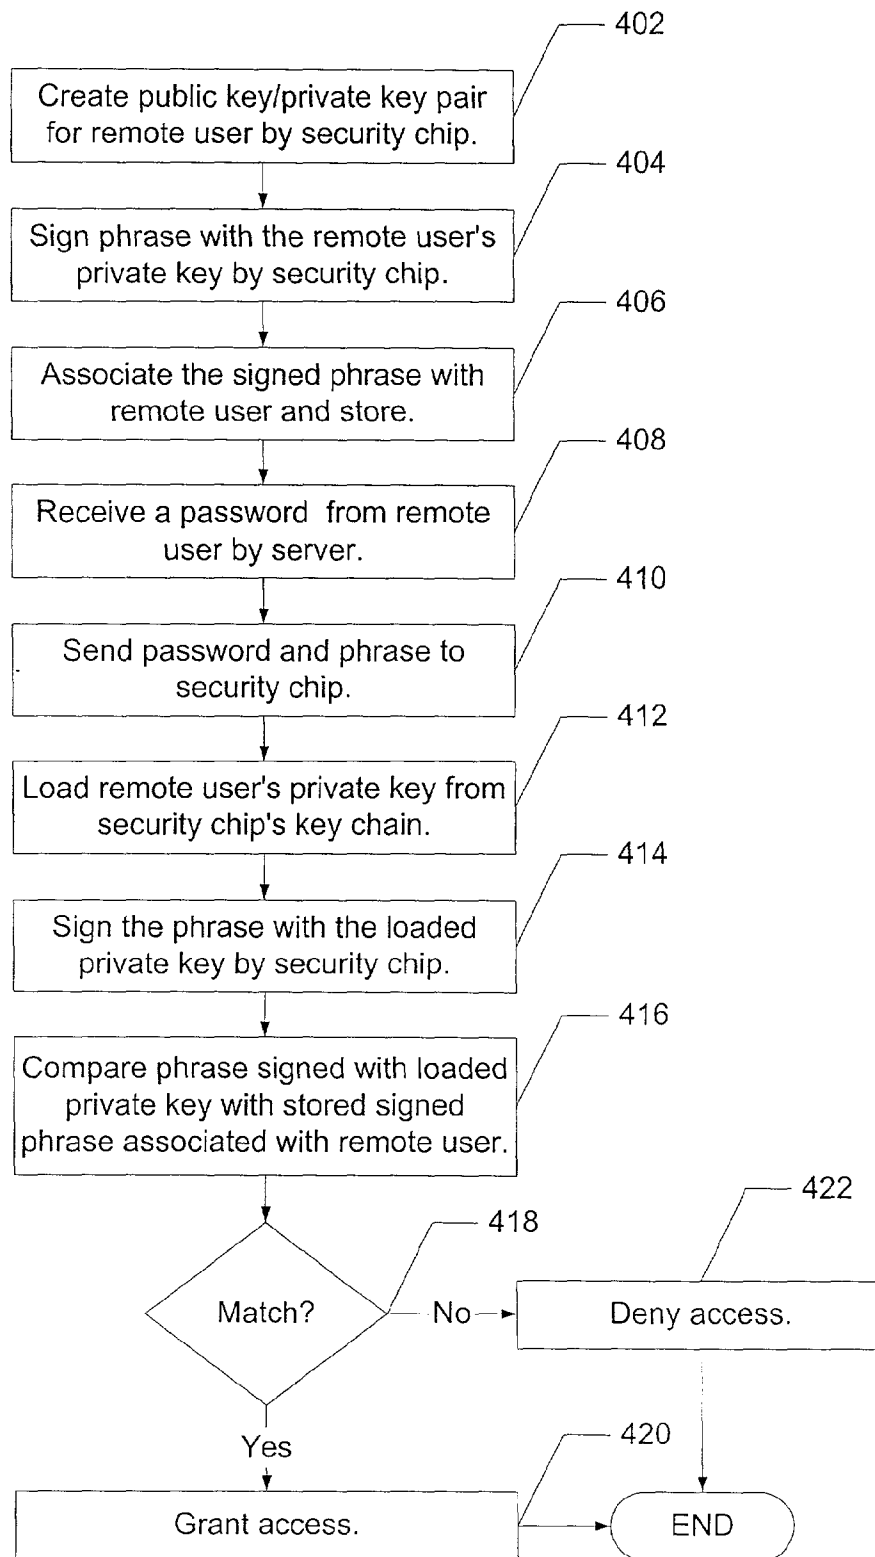 402
Create public key/private key pair
for remote user by security chip.
404
Sign phrase with the remote user's
private key by security chip.
406
Associate the signed phrase with
remote user and store.
408
Receive a password from remote
user by server.
410
Send password and phrase to
security chip.
412
Load remote user's private key from
security chip's key chain.
414
Sign the phrase with the loaded
private key by security chip.
416
Compare phrase signed with loaded
private key with stored signed
phrase associated with remote user.
418
Match?
No
422
Deny access.
Yes
420
Grant access.
END